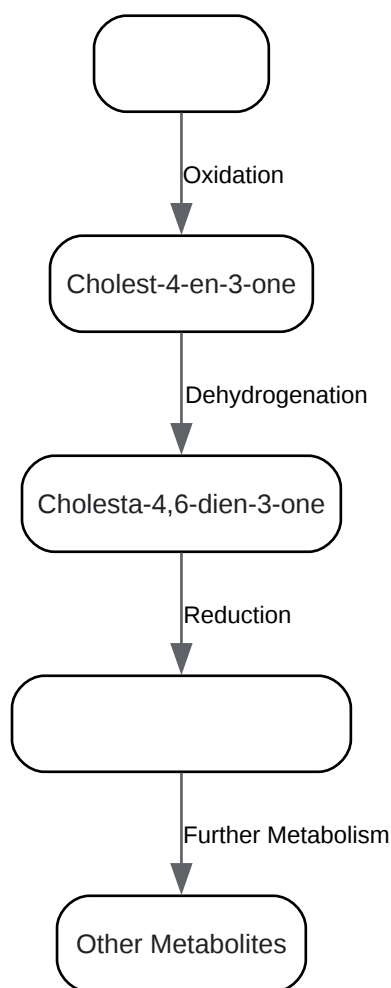 Oxidation
Cholest-4-en-3-one
Dehydrogenation
Cholesta-4,6-dien-3-one
Reduction
Further Metabolism
Other Metabolites